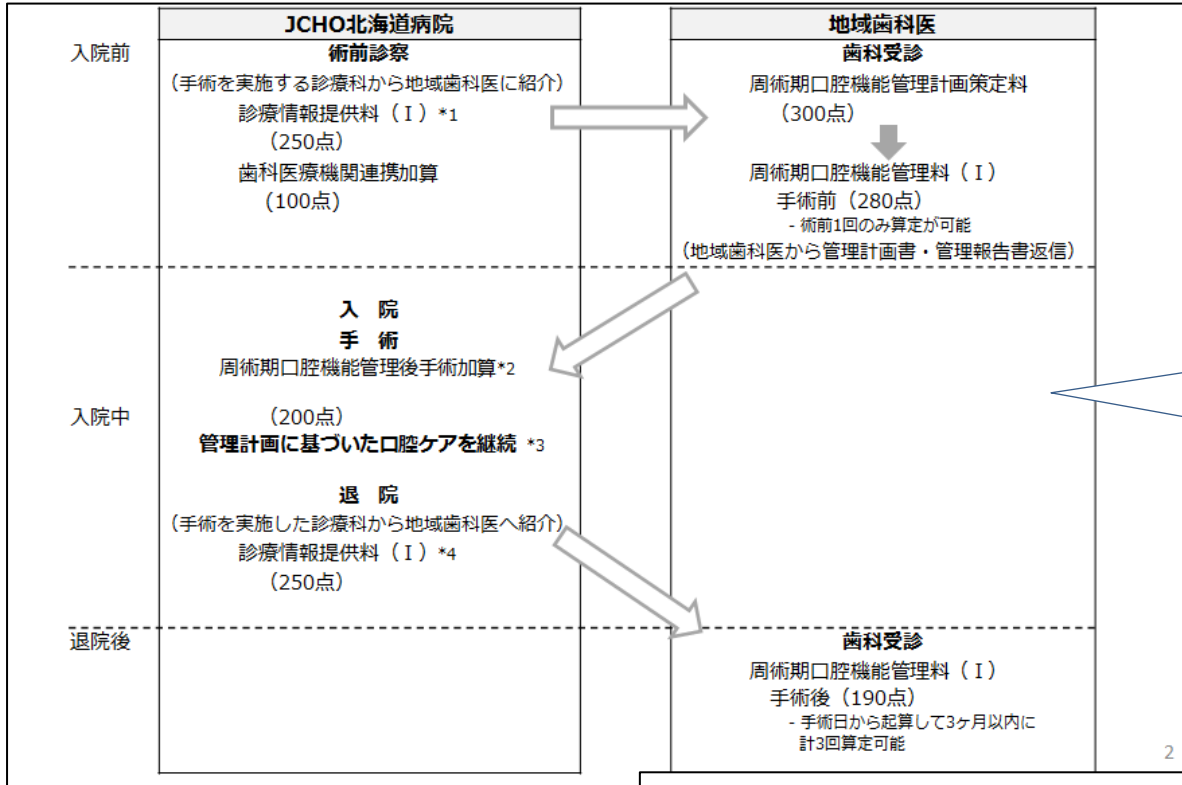 JCHO北海道病院
地域歯科医
入院前
術前診察
（手術を実施する診療科から地域歯科医に紹介）
診療情報提供料（Ⅰ）*1
（250点）
歯科医療機関連携加算
(100点)
歯科受診
周術期口腔機能管理計画策定料
（300点）
周術期口腔機能管理料（Ⅰ）
手術前（280点）
- 術前1回のみ算定が可能
（地域歯科医から管理計画書・管理報告書返信）
入院中
入　院
手　術
周術期口腔機能管理後手術加算*2
（200点）
管理計画に基づいた口腔ケアを継続 *3
退　院
（手術を実施した診療科から地域歯科医へ紹介）
診療情報提供料（Ⅰ）*4
（250点）
退院後
歯科受診
周術期口腔機能管理料（Ⅰ）
手術後（190点）
- 手術日から起算して3ヶ月以内に
計3回算定可能
2